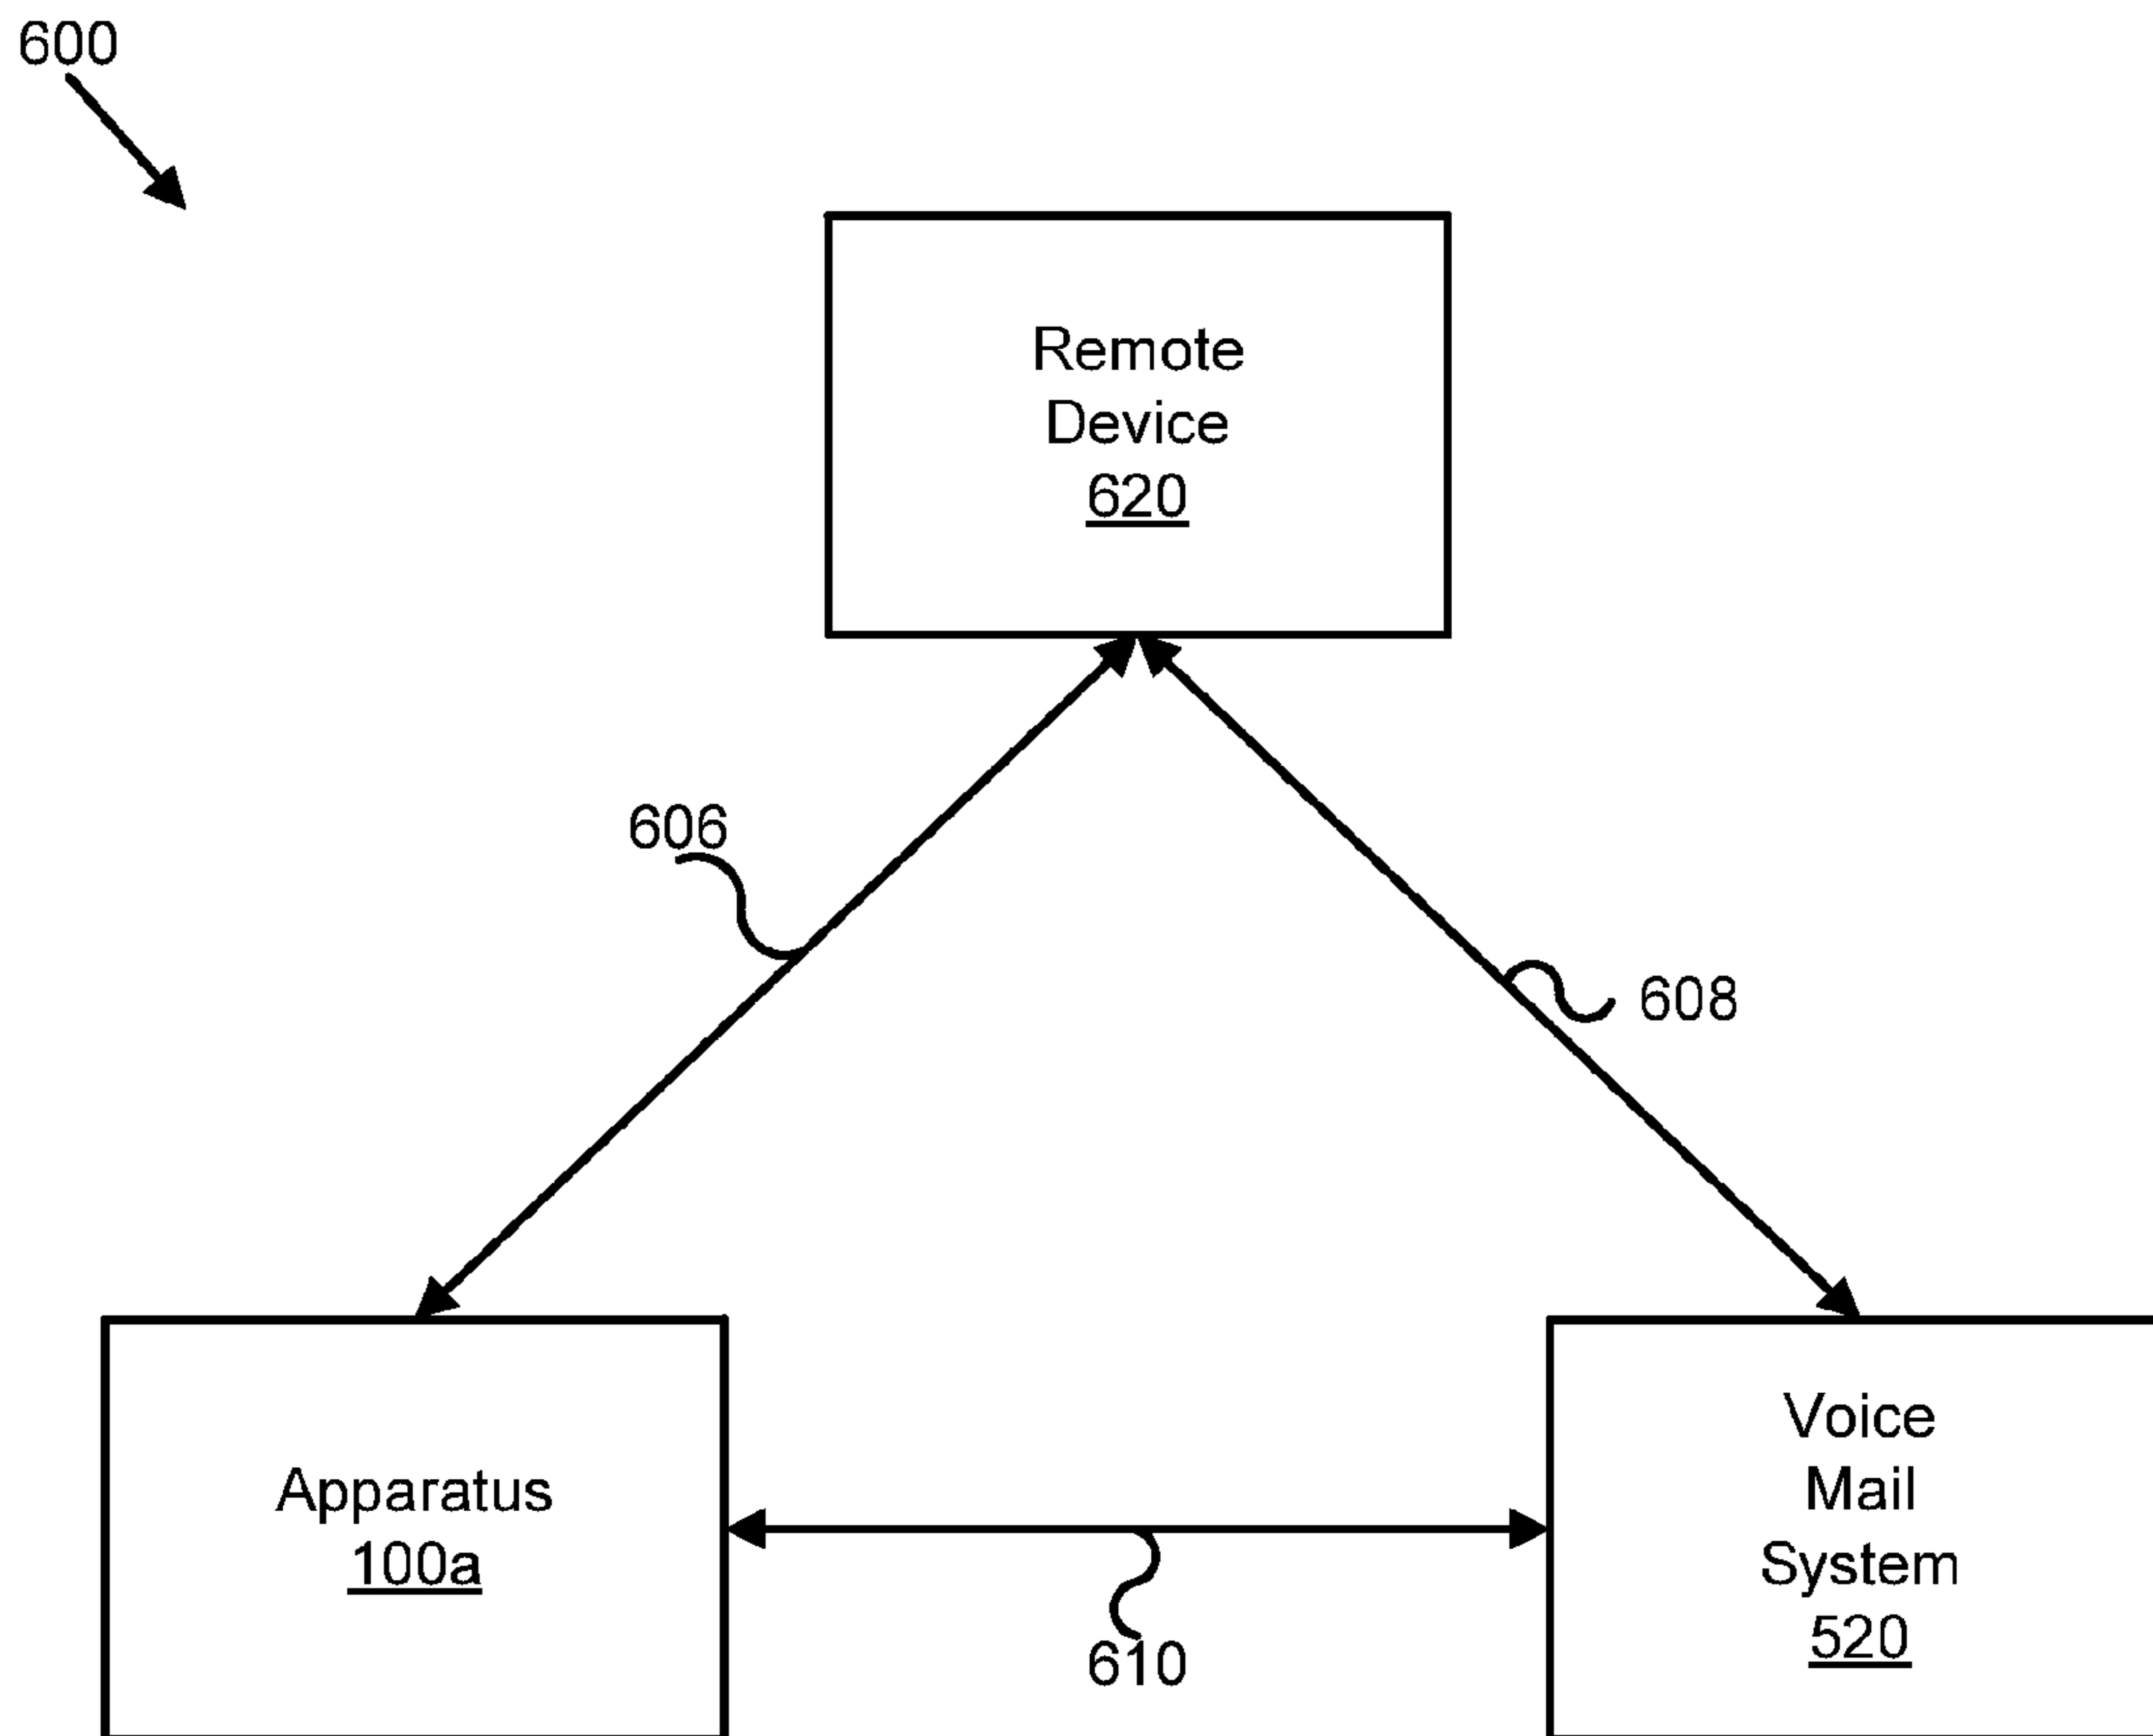 600
Remote
Device
620
606
608
Apparatus
100a
Voice
Mail
System
520
610